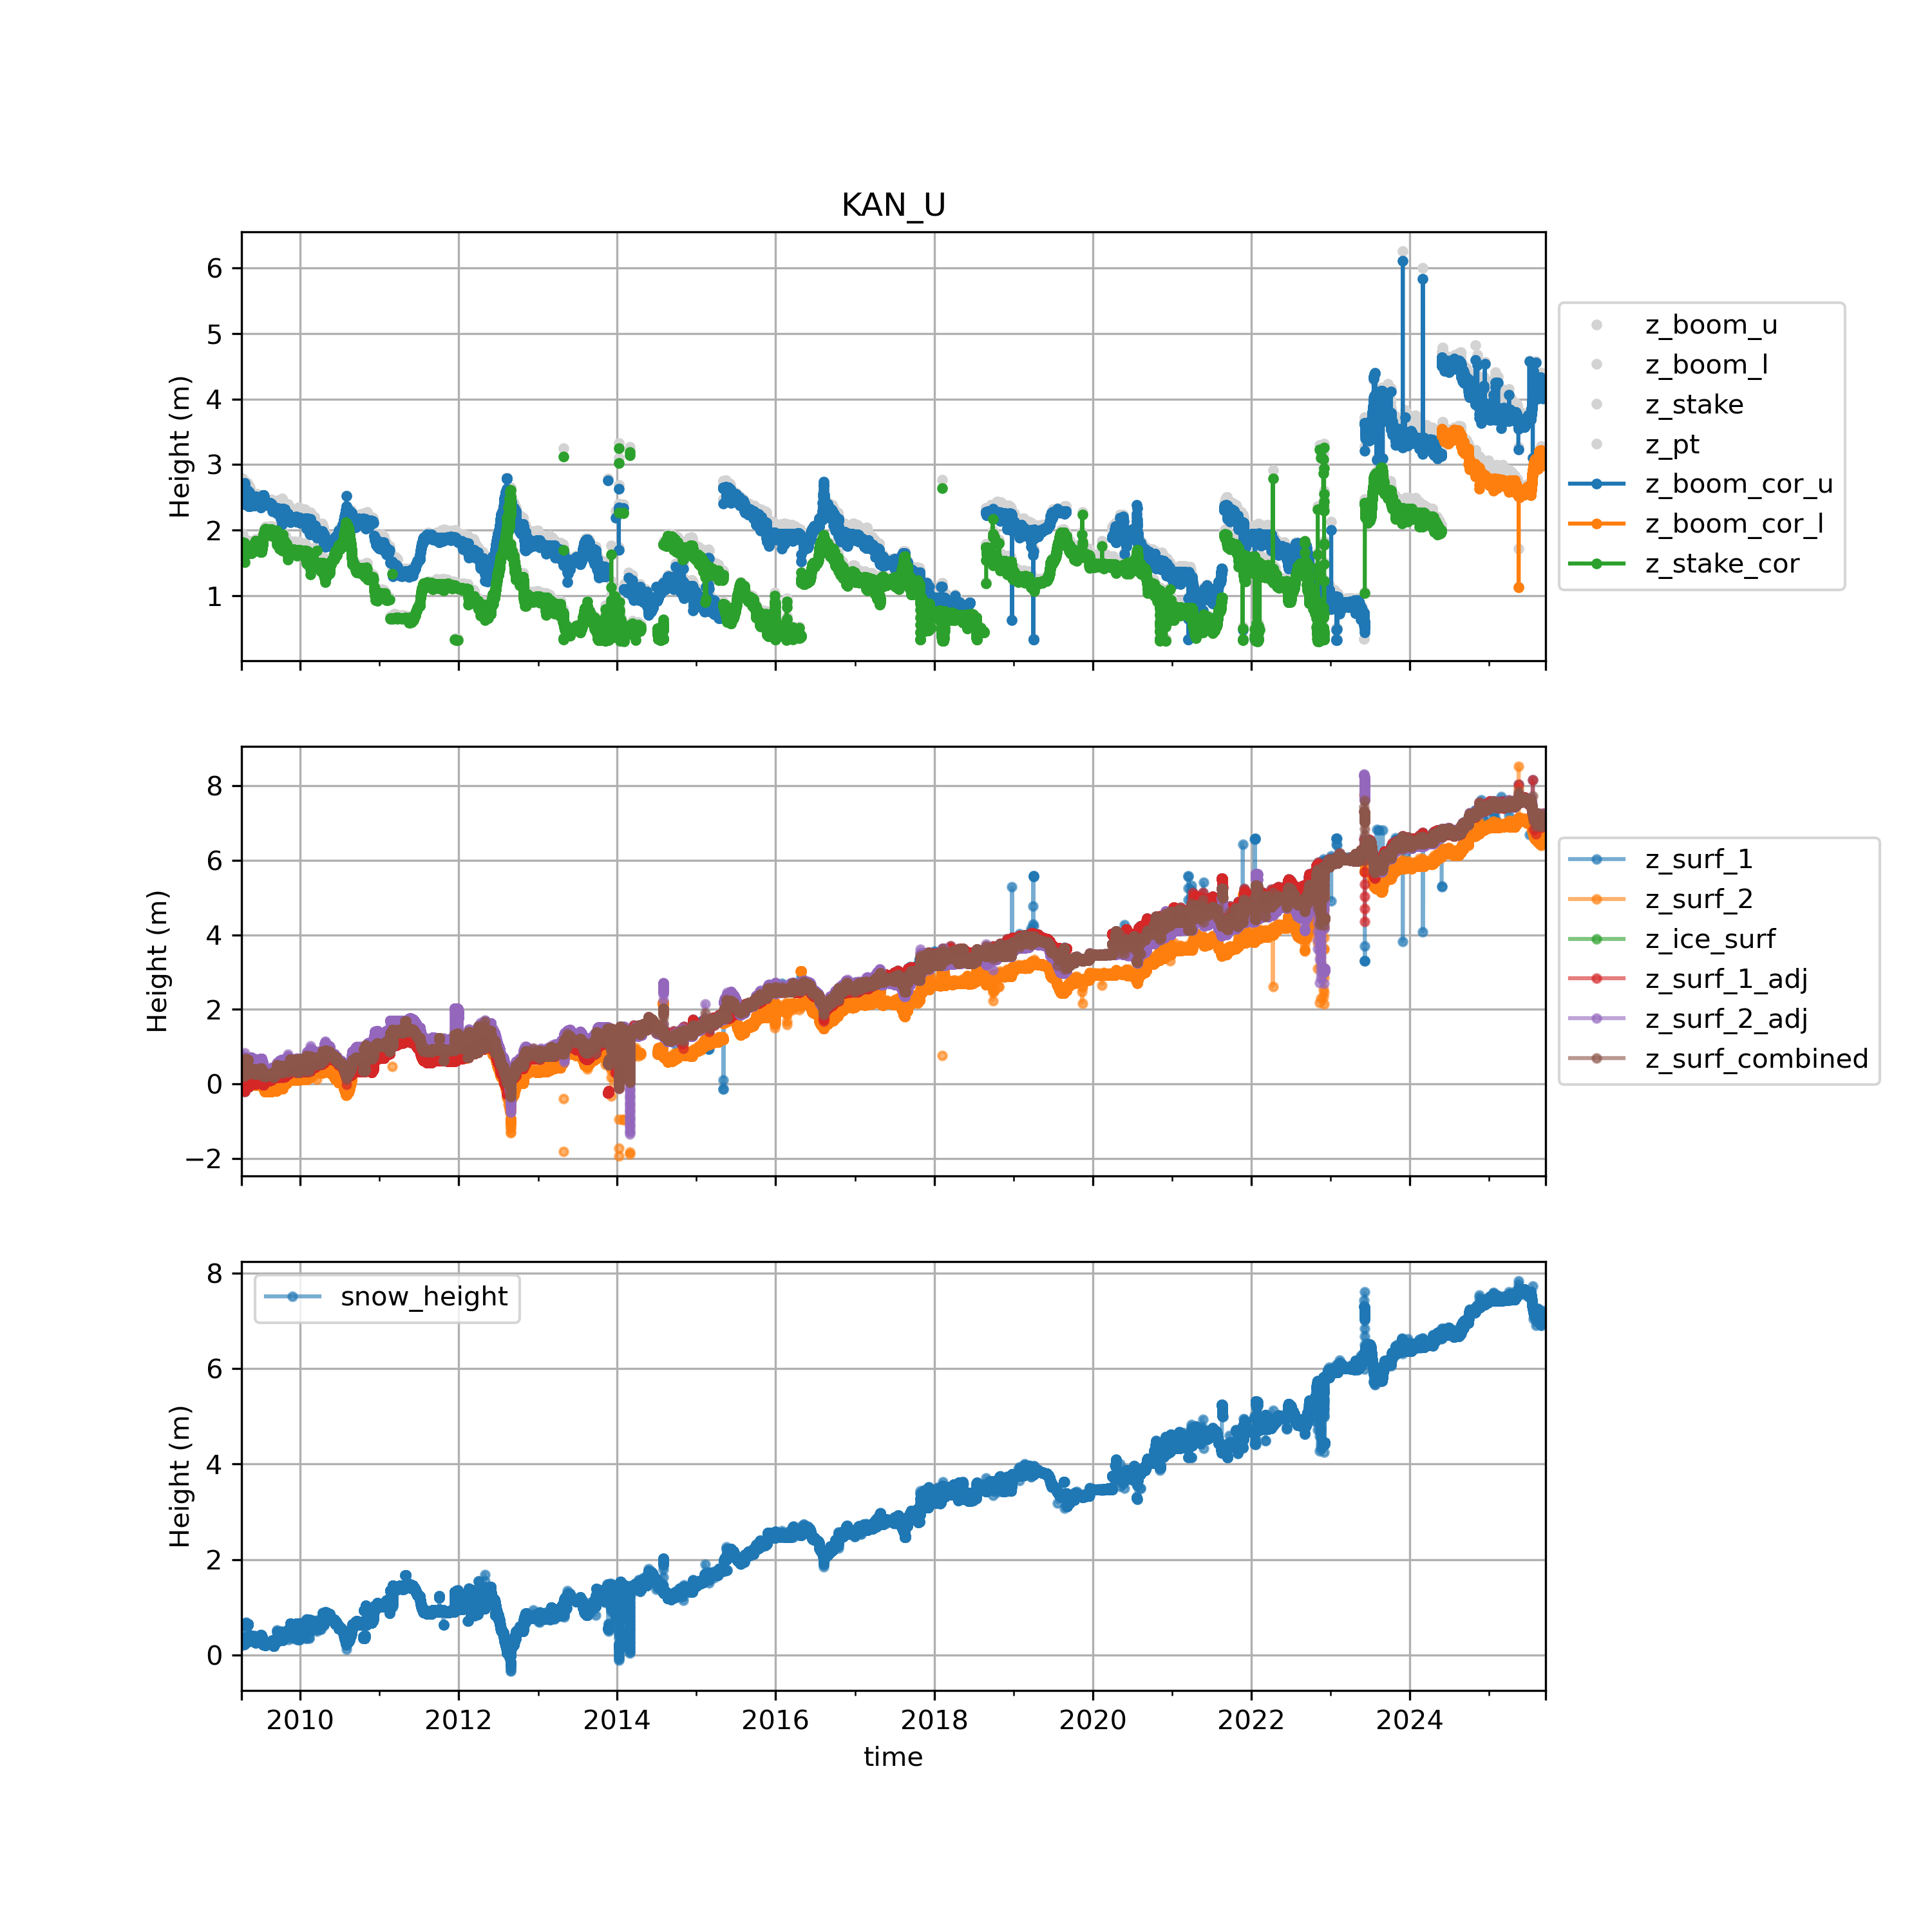 KAN_U
6
5
4
3
2
1
Height (m)
z_boom_u
z_boom_l
z_stake
z_pt
z_boom_cor_u
z_boom_cor_l
z_stake_cor
8
6
4
2
0
−2
Height (m)
z_surf_1
z_surf_2
z_ice_surf
z_surf_1_adj
z_surf_2_adj
z_surf_combined
8
6
4
2
0
Height (m)
snow_height
2010 2012 2014 2016 2018 2020 2022 2024
time